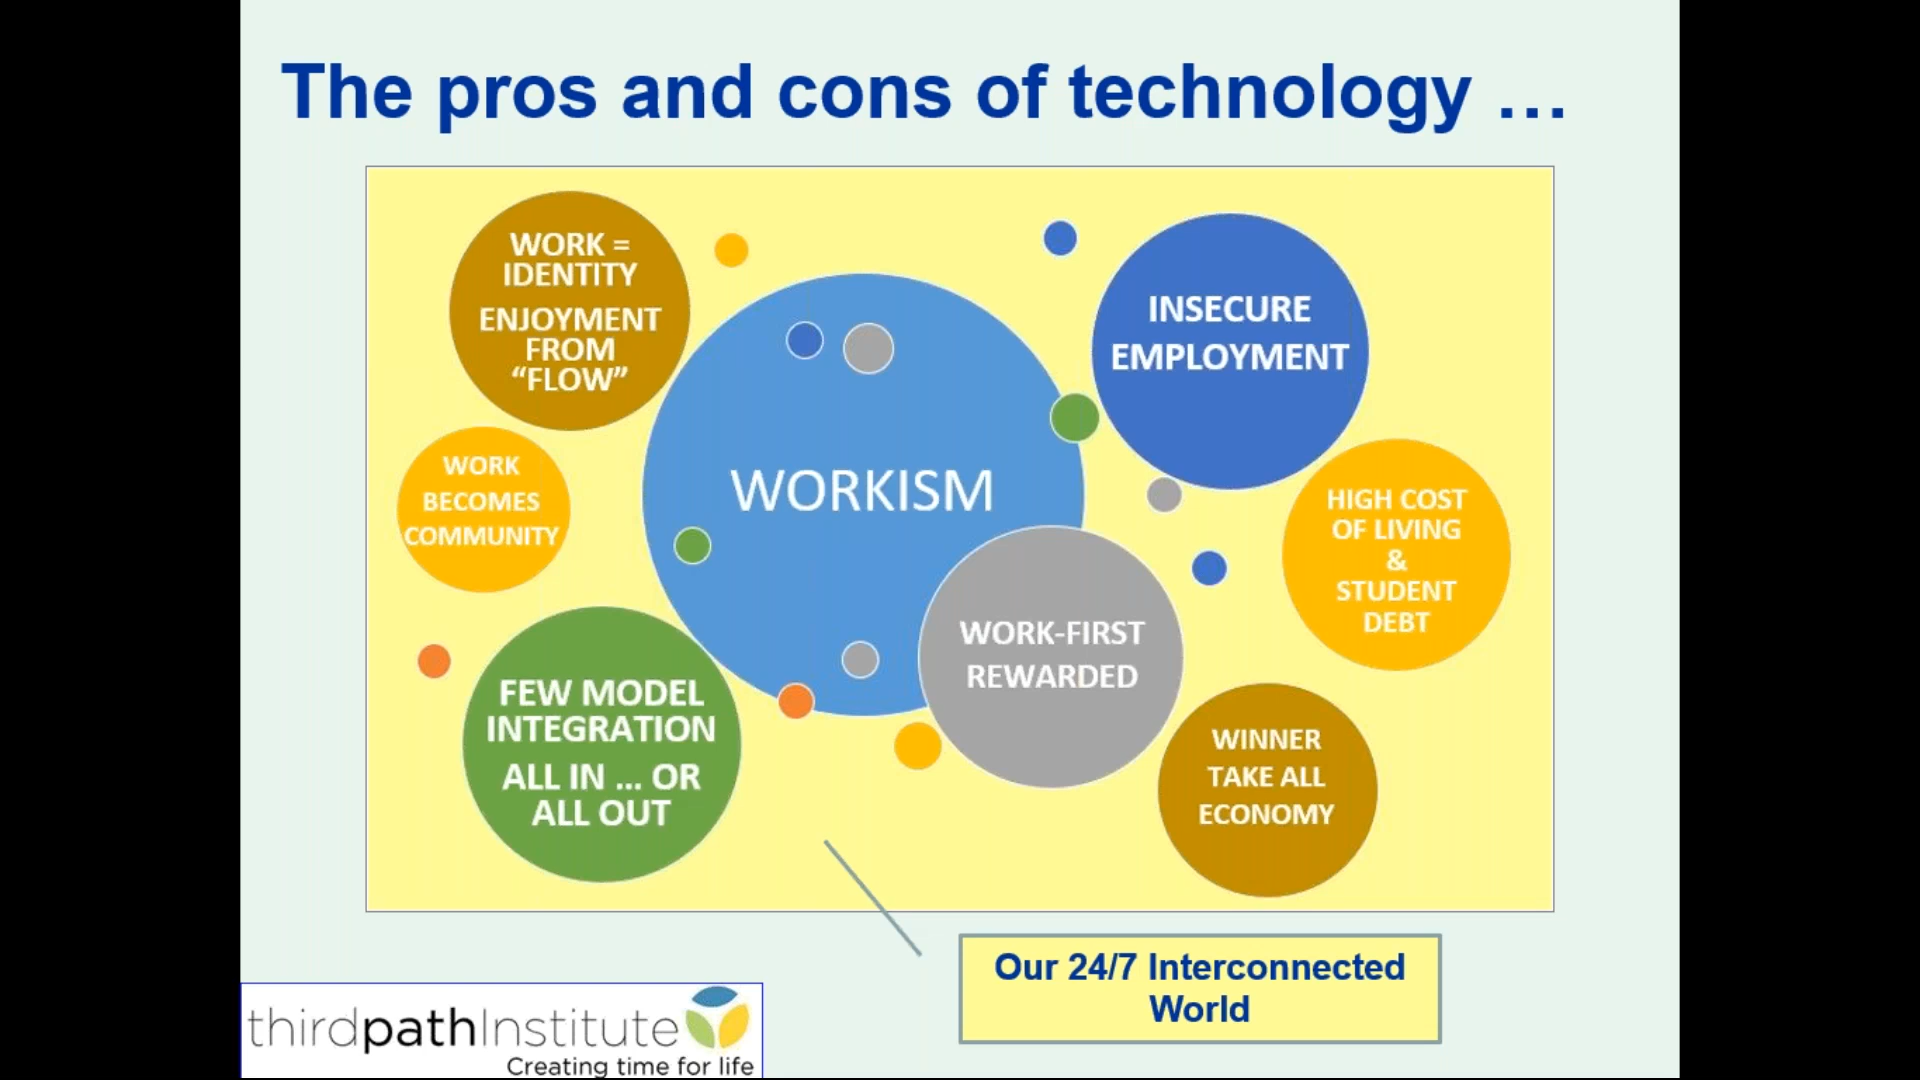 The pros and cons of technology …
WORK =
IDENTITY
ENJOYMENT
FROM
“FLOW”
WORK
BECOMES
COMMUNITY
FEW MODEL
INTEGRATION
ALL IN … OR
ALL OUT
WORKISM
WORK-FIRST
REWARDED
INSECURE
EMPLOYMENT
HIGH COST
OF LIVING
&
STUDENT
DEBT
WINNER
TAKE ALL
ECONOMY
Our 24/7 Interconnected
World
thirdpathInstitute
Creating time for life